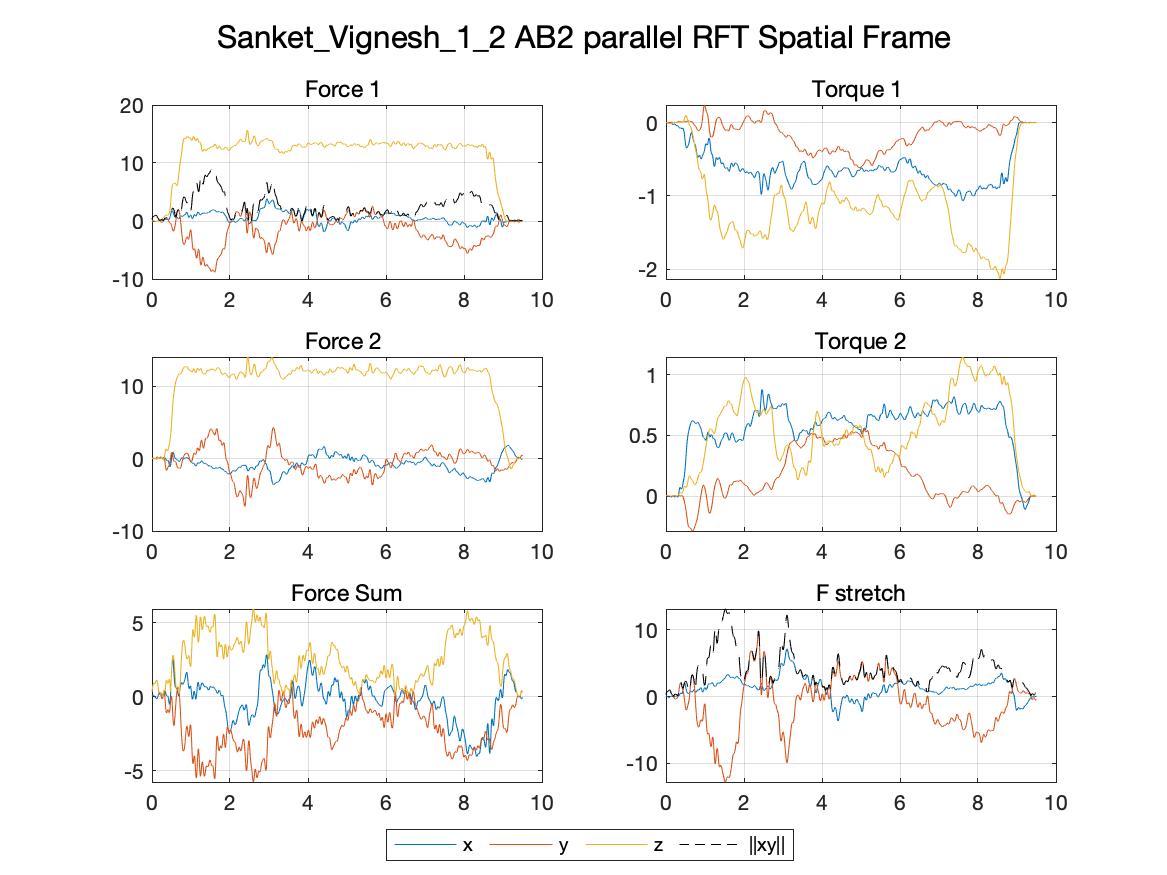 Sanket_Vignesh_1_2 AB2 parallel RFT Spatial Frame
Force 1
20
10
0
-10
0 2 4 6 8 10
Torque 1
0
-1
-2
0 2 4 6 8 10
Force 2
10
0
-10
0 2 4 6 8 10
Torque 2
1
0.5
0
0 2 4 6 8 10
Force Sum
5
0
-5
0 2 4 6 8 10
F stretch
10
0
-10
0 2 4 6 8 10
x y z ||xy||